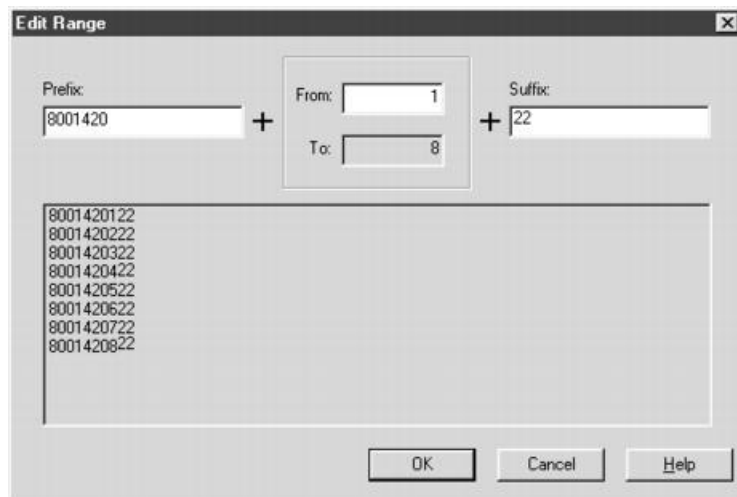 Edit Range
Prefix:
8001420
+
From: 1
To: 8
+
Suffix:
22
8001420122
8001420222
8001420322
8001420422
8001420522
8001420622
8001420722
8001420822
OK Cancel Help